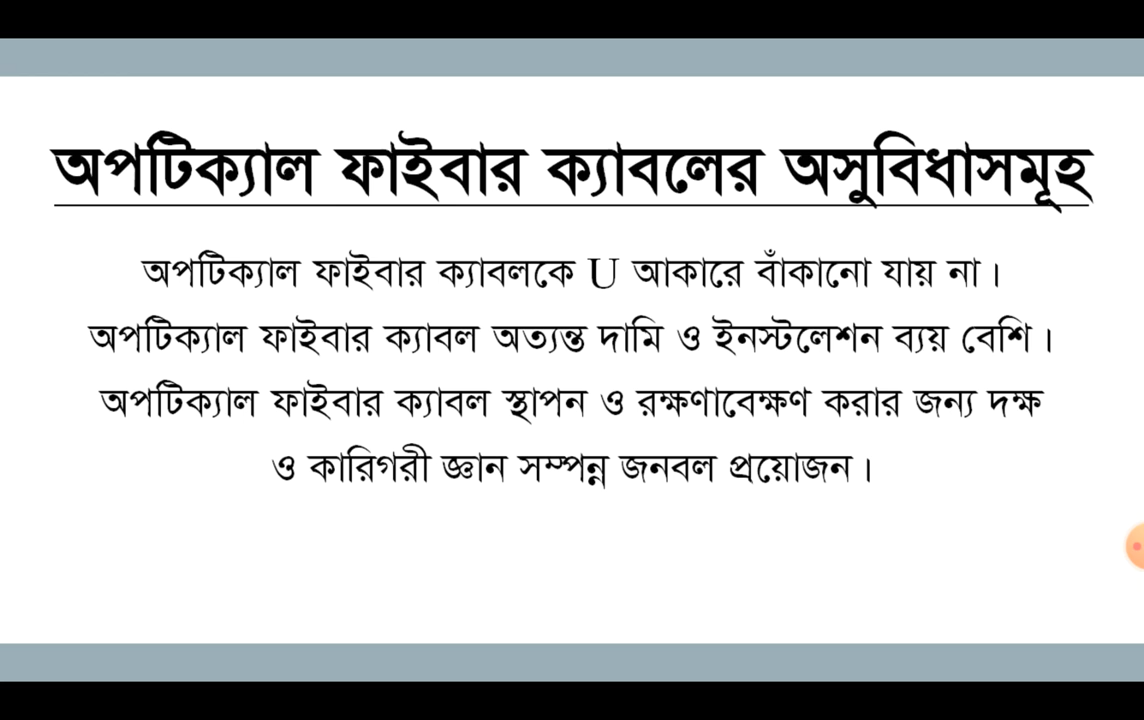 অপটিক্যাল ফাইবার ক্যাবলের অসুবিধাসমূহ
অপটিক্যাল ফাইবার ক্যাবলকে U আকারে বাঁকানো যায় না।
অপটিক্যাল ফাইবার ক্যাবল অত্যন্ত দামি ও ইনস্টলেশন ব্যয় বেশি।
অপটিক্যাল ফাইবার ক্যাবল স্থাপন ও রক্ষণাবেক্ষণ করার জন্য দক্ষ
ও কারিগরী জ্ঞান সম্পন্ন জনবল প্রয়োজন।